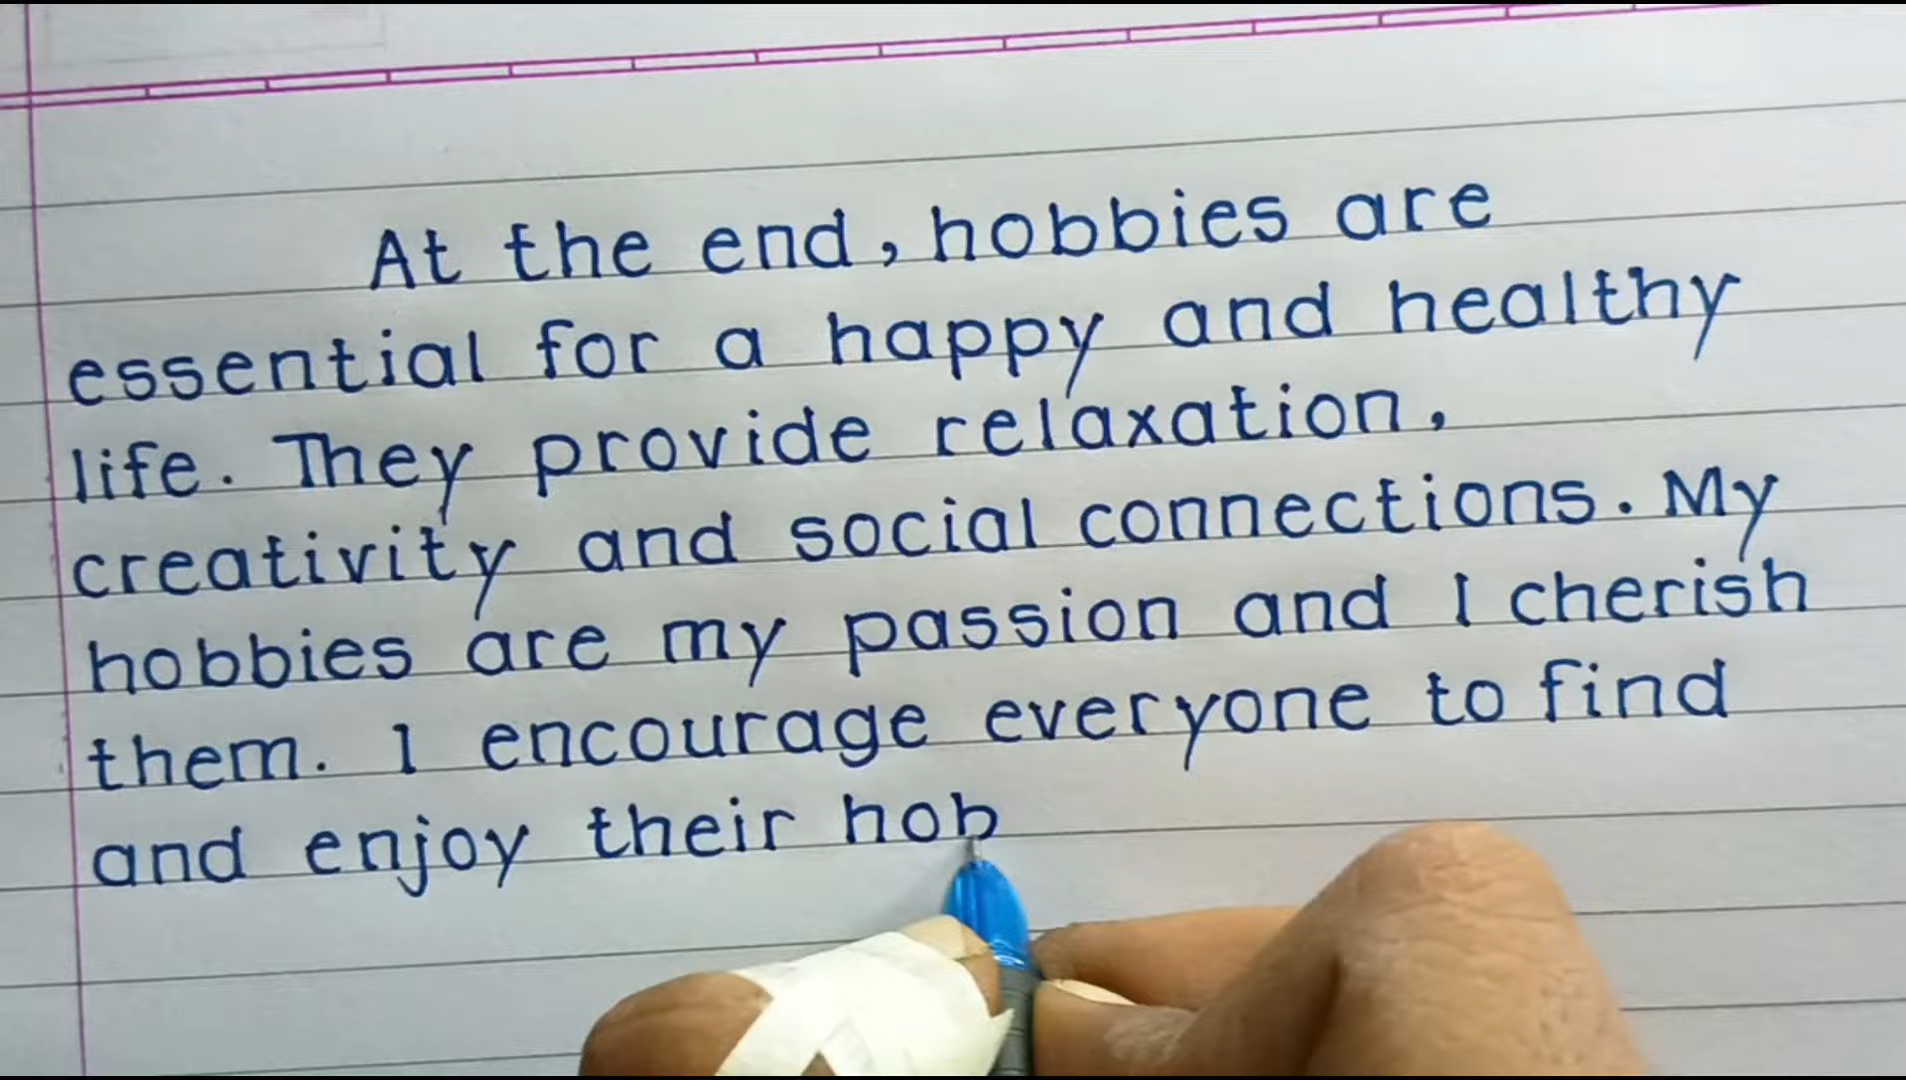 At the end, hobbies are
essential for a happy and healthy
life. They provide relaxation,
creativity and social connections. My
hobbies are my passion and I cherish
them. I encourage everyone to find
and enjoy their hob